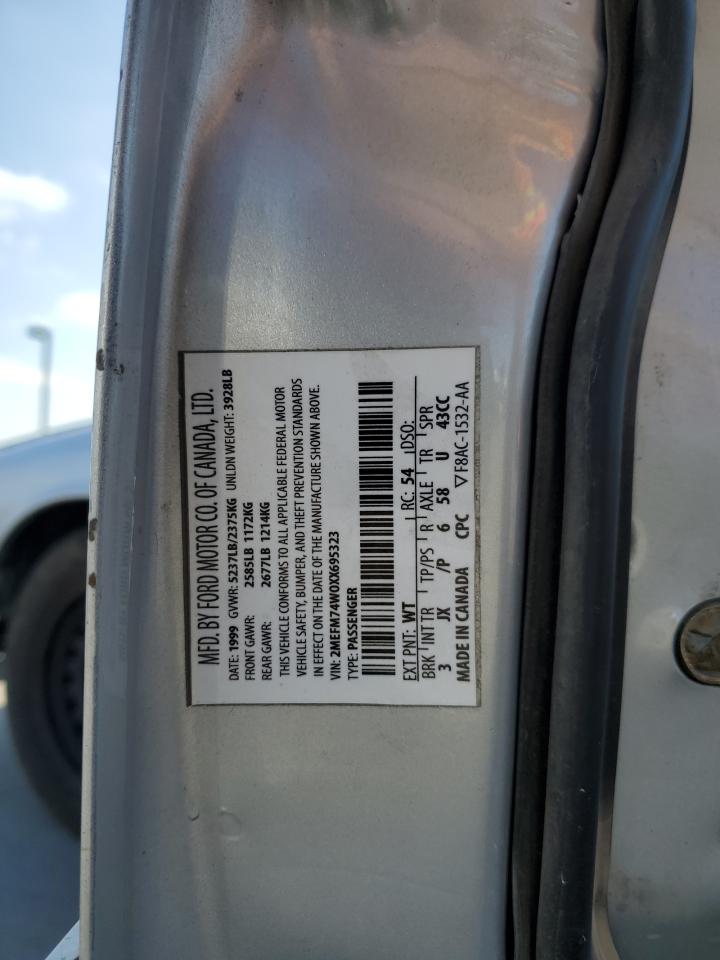 MFD. BY FORD MOTOR CO. OF CANADA, LTD.
DATE: 1999 GVWR: 5237LB/2375KG UNLDN WEIGHT: 3928LB
FRONT GAWR: 2585LB 1172KG
REAR GAWR: 2677LB 1214KG
THIS VEHICLE CONFORMS TO ALL APPLICABLE FEDERAL MOTOR
VEHICLE SAFETY, BUMPER, AND THEFT PREVENTION STANDARDS
IN EFFECT ON THE DATE OF THE MANUFACTURE SHOWN ABOVE.
VIN: 2MEFM74W0XX695323
TYPE: PASSENGER
EXT PNT: WT RC: 54 DSO:
BRK INT TR TP/PS R AXLE TR SPR
3 JX /P 6 58 U 43CC
MADE IN CANADA CPC ▽ F8AC-1532-AA